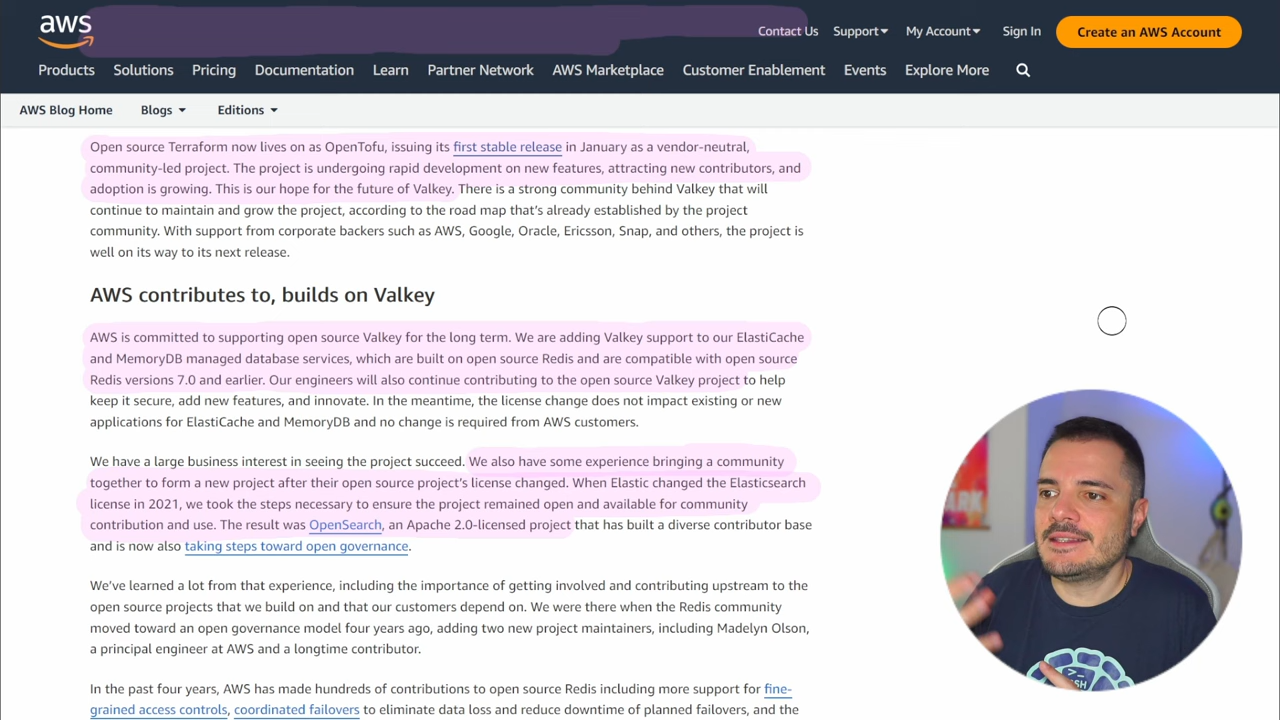 aws
Contact Us Support My Account Sign In Create an AWS Account
Products Solutions Pricing Documentation Learn Partner Network AWS Marketplace Customer Enablement Events Explore More
AWS Blog Home Blogs Editions
Open source Terraform now lives on as OpenTofu, issuing its first stable release in January as a vendor-neutral,
community-led project. The project is undergoing rapid development on new features, attracting new contributors, and
adoption is growing. This is our hope for the future of Valkey. There is a strong community behind Valkey that will
continue to maintain and grow the project, according to the road map that's already established by the project
community. With support from corporate backers such as AWS, Google, Oracle, Ericsson, Snap, and others, the project is
well on its way to its next release.
AWS contributes to, builds on Valkey
AWS is committed to supporting open source Valkey for the long term. We are adding Valkey support to our ElastiCache
and MemoryDB managed database services, which are built on open source Redis and are compatible with open source
Redis versions 7.0 and earlier. Our engineers will also continue contributing to the open source Valkey project to help
keep it secure, add new features, and innovate. In the meantime, the license change does not impact existing or new
applications for ElastiCache and MemoryDB and no change is required from AWS customers.
We have a large business interest in seeing the project succeed. We also have some experience bringing a community
together to form a new project after their open source project's license changed. When Elastic changed the Elasticsearch
license in 2021, we took the steps necessary to ensure the project remained open and available for community
contribution and use. The result was OpenSearch, an Apache 2.0-licensed project that has built a diverse contributor base
and is now also taking steps toward open governance.
We've learned a lot from that experience, including the importance of getting involved and contributing upstream to the
open source projects that we build on and that our customers depend on. We were there when the Redis community
moved toward an open governance model four years ago, adding two new project maintainers, including Madelyn Olson,
a principal engineer at AWS and a longtime contributor.
In the past four years, AWS has made hundreds of contributions to open source Redis including more support for fine-
grained access controls, coordinated failovers to eliminate data loss and reduce downtime of planned failovers, and the